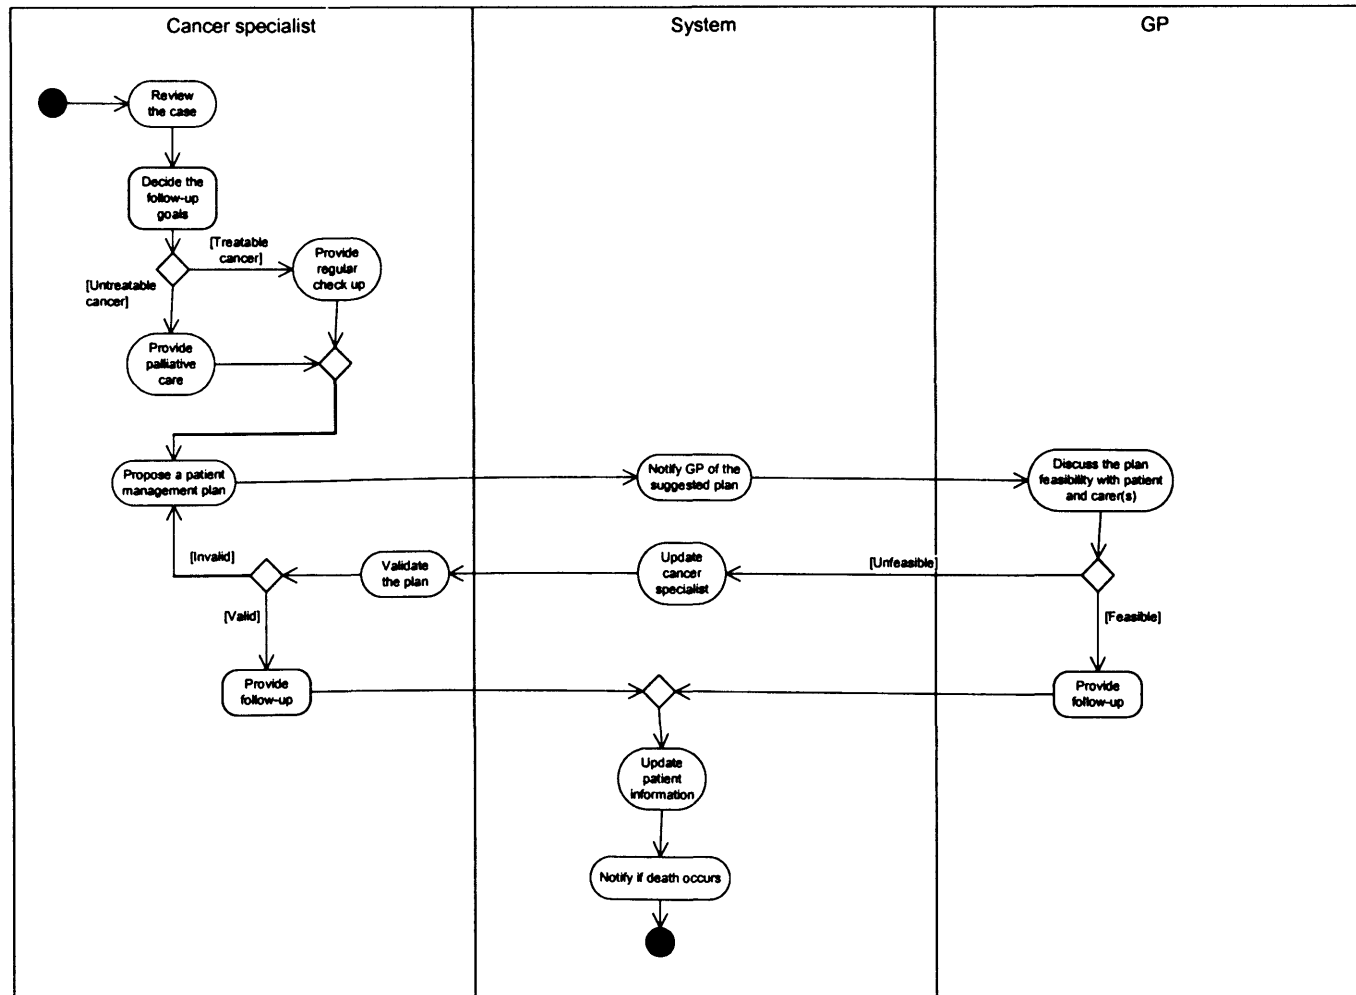 Cancer specialist
System
GP
Review
the case
Decide the
follow-up
goals
[Treatable
cancer]
Provide
regular
check up
[Untreatable
cancer]
Provide
palliative
care
Propose a patient
management plan
Notify GP of the
suggested plan
Discuss the plan
feasibility with patient
and carer(s)
[Invalid]
Validate
the plan
Update
cancer
specialist
[Unfeasible]
[Valid]
[Feasible]
Provide
follow-up
Provide
follow-up
Update
patient
information
Notify if death occurs